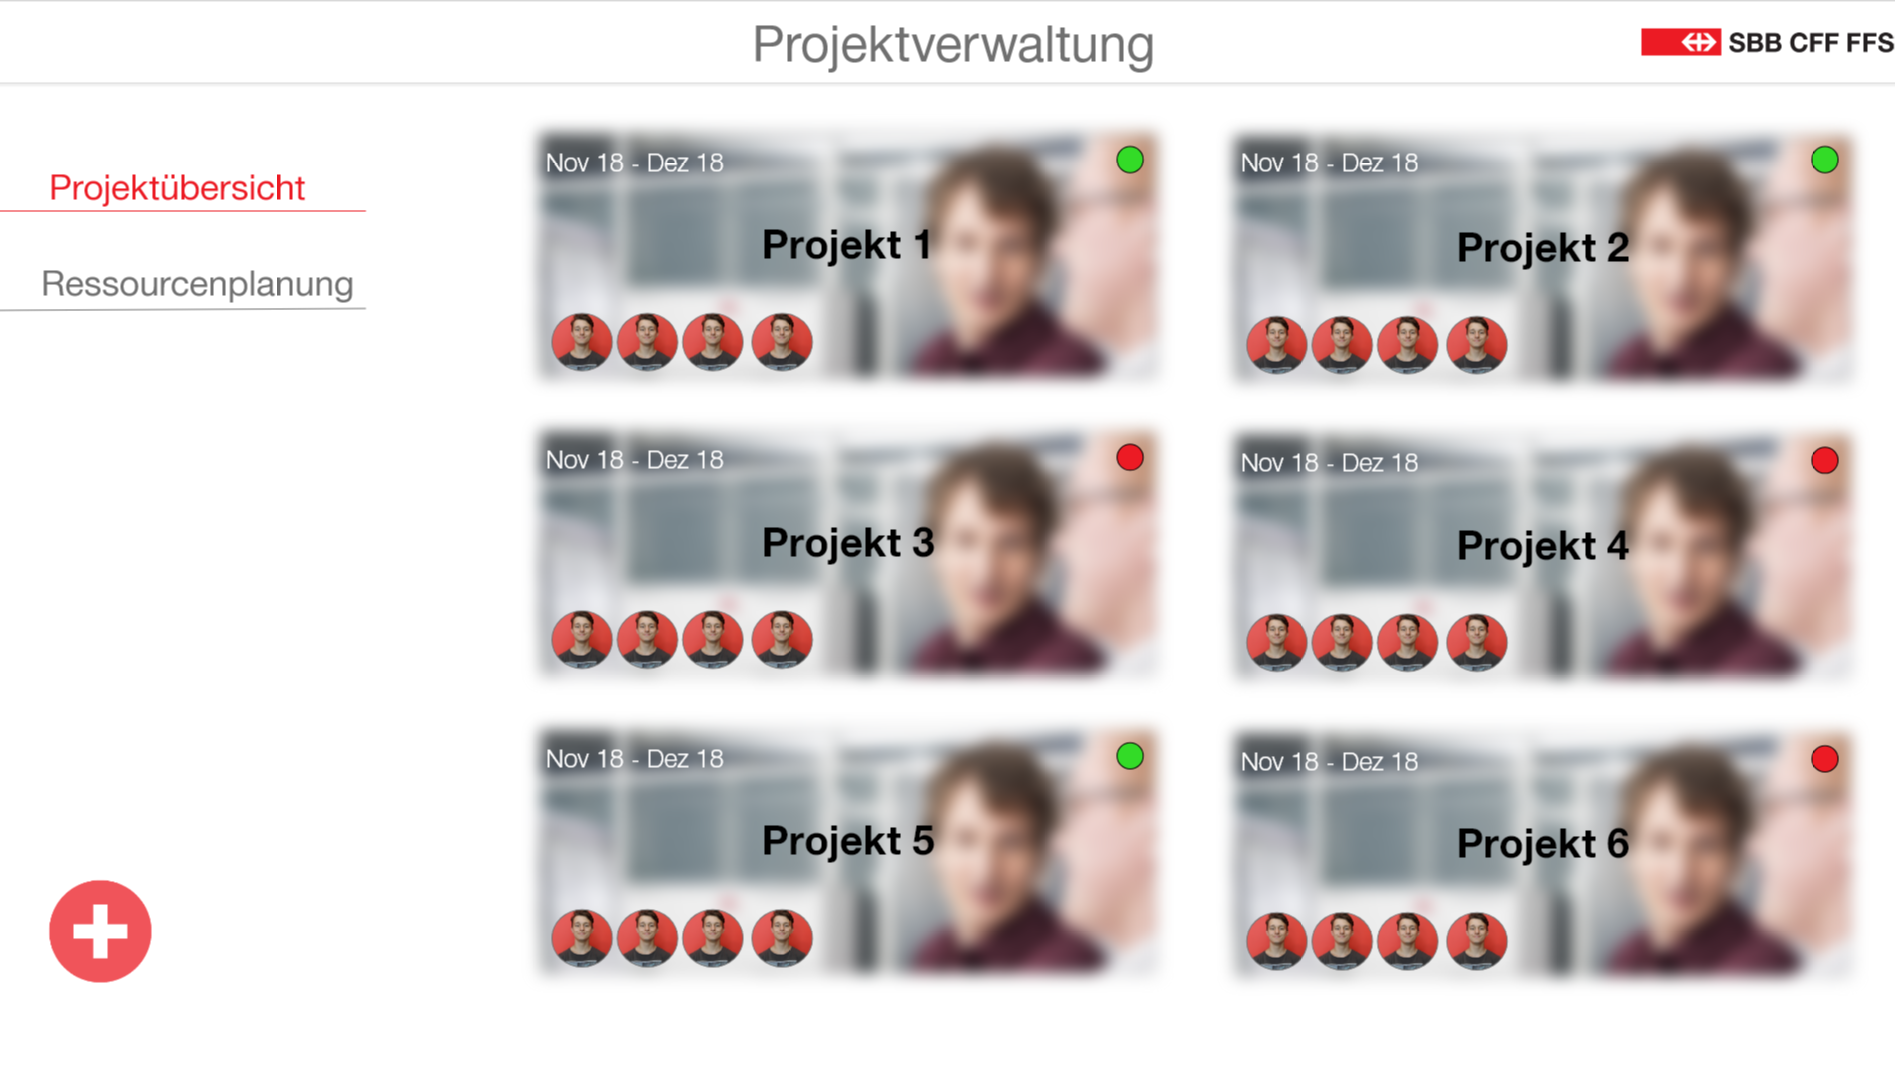 Projektverwaltung
SBB CFF FFS
Projektübersicht
Ressourcenplanung
Nov 18 - Dez 18
Projekt 1
Nov 18 - Dez 18
Projekt 2
Nov 18 - Dez 18
Projekt 3
Nov 18 - Dez 18
Projekt 4
Nov 18 - Dez 18
Projekt 5
Nov 18 - Dez 18
Projekt 6